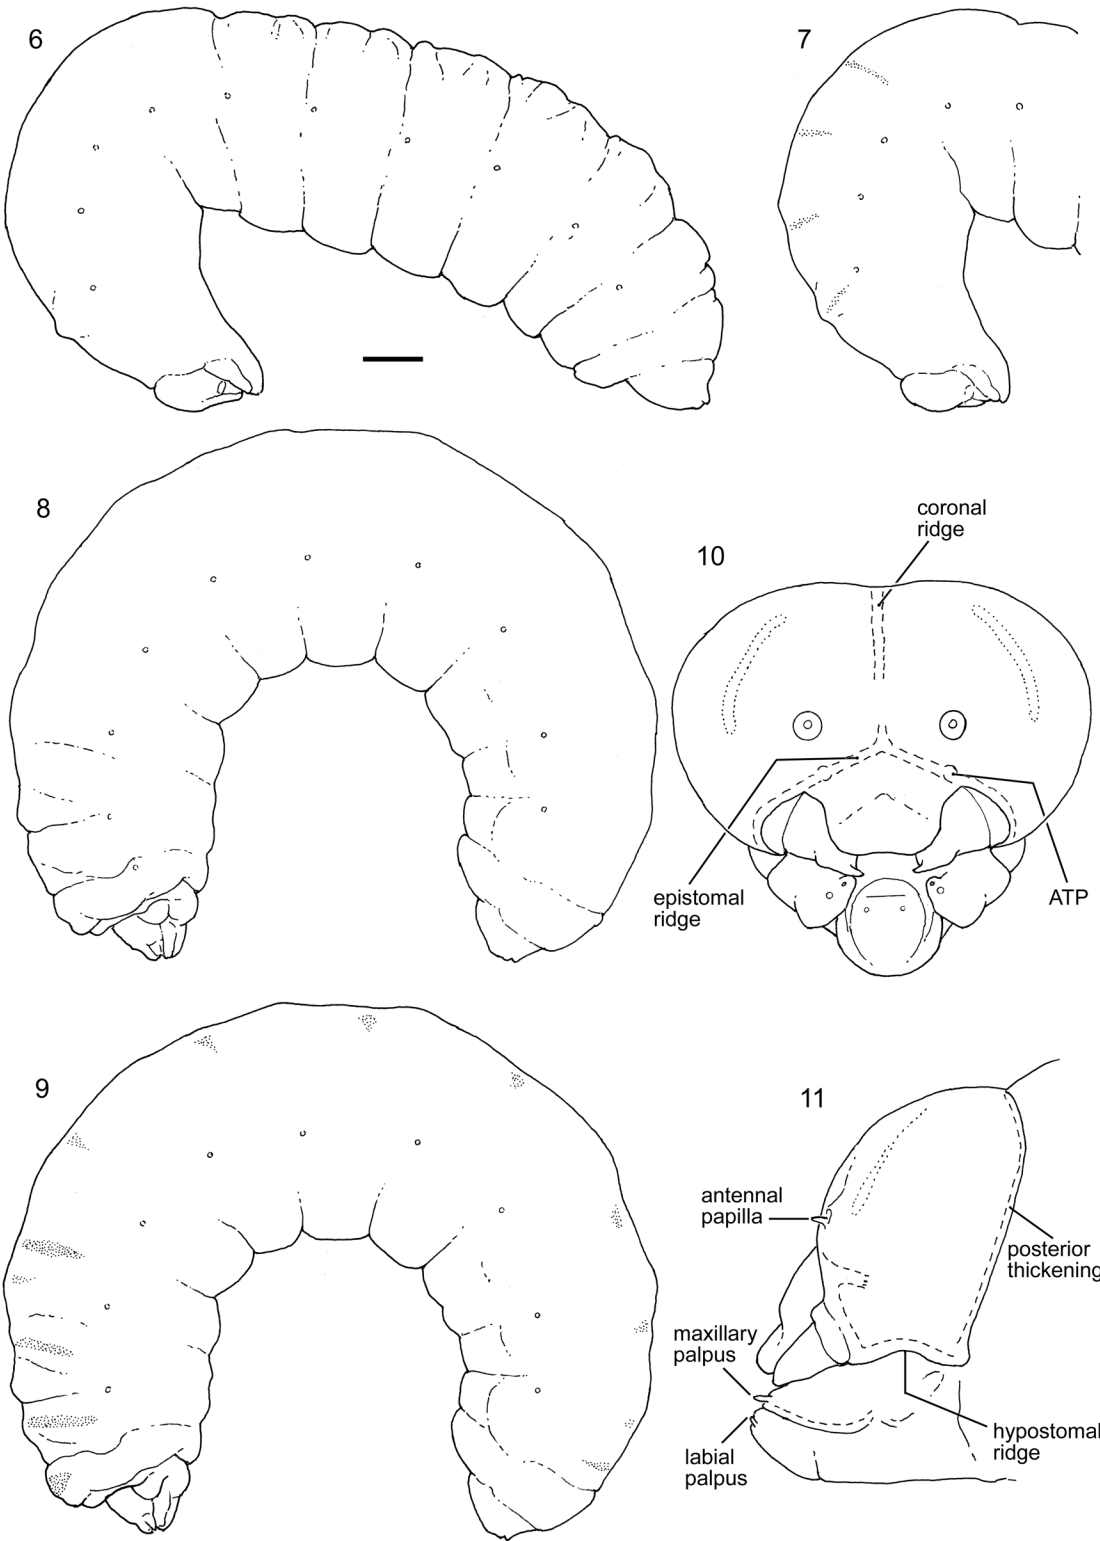 6
7
8
10
coronal
ridge
epistomal
ridge
ATP
9
11
antennal
papilla
posterior
thickening
maxillary
palpus
labial
palpus
hypostomal
ridge